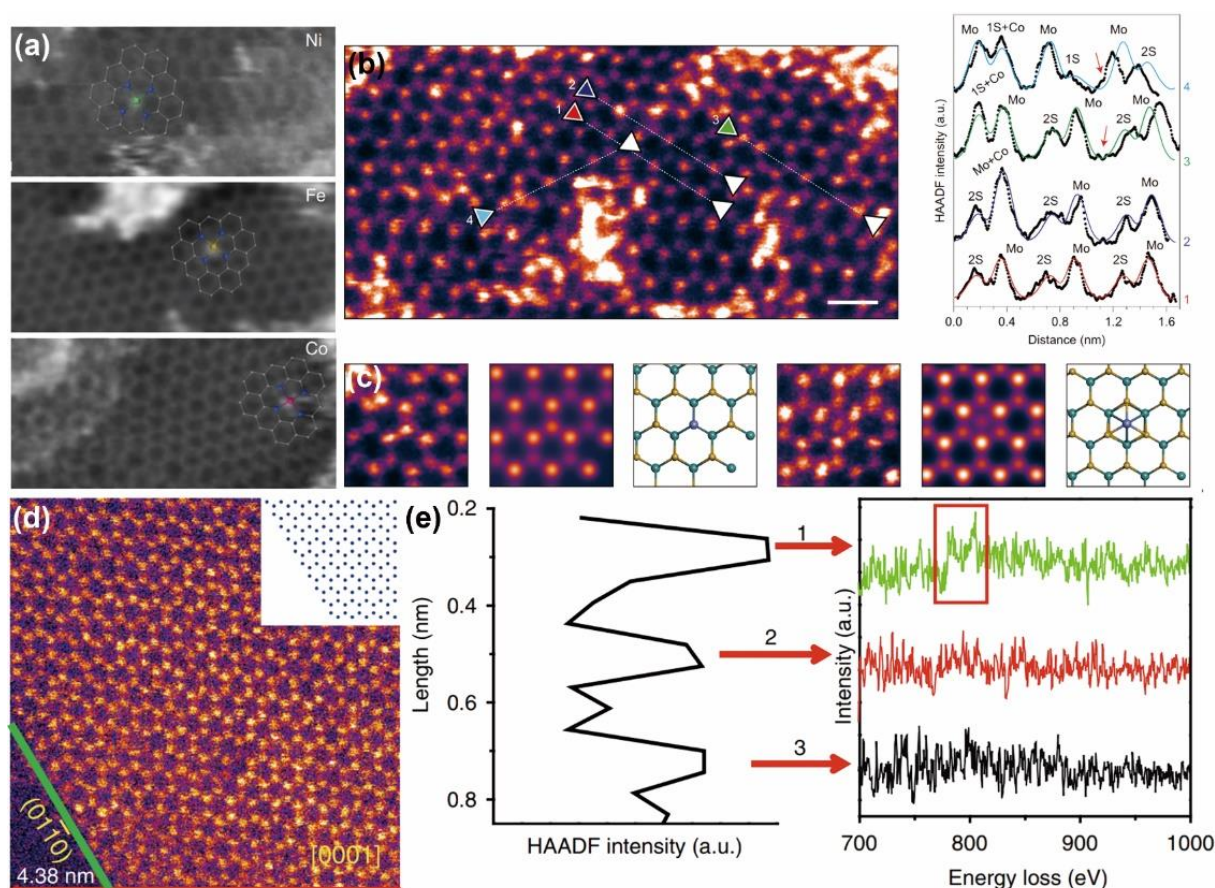 (a)
Ni
Fe
Co
(b)
1
2
3
4
HAADF intensity (a.u.)
Mo 1S+Co Mo 1S Mo 2S
4
1S+Co Mo 2S Mo 2S Mo
3
Mo+Co
2S 2S Mo 2S Mo
2
2S Mo 2S Mo 2S Mo
1
0.0 0.4 0.8 1.2 1.6
Distance (nm)
(c)
(d)
(011̄0)
4.38 nm
[0001]
(e)
Length (nm)
0.2
0.4
0.6
0.8
HAADF intensity (a.u.)
1
2
3
Intensity (a.u.)
700 800 900 1000
Energy loss (eV)